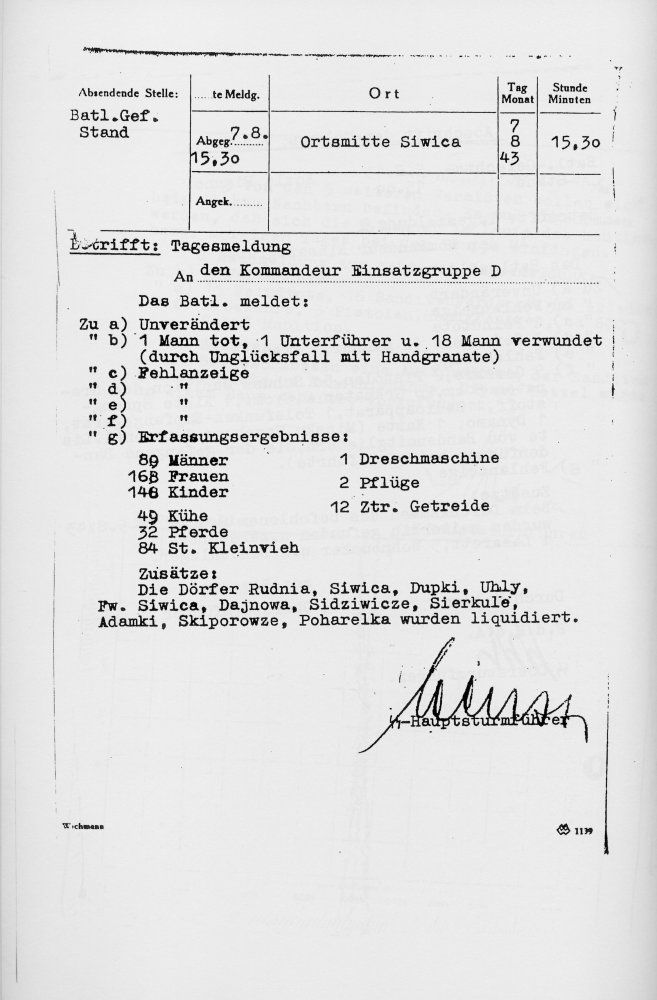 Absendende Stelle:
te Meldg.
Ort
Tag
Monat
Stunde
Minuten
Batl.Gef.
Stand
Abgeg. 7.8.
15,30
Ortsmitte Siwica
7
8
43
15,30
Angek.
Betrifft: Tagesmeldung
An den Kommandeur Einsatzgruppe D
Das Batl. meldet:
Zu a) Unverändert
" b) 1 Mann tot, 1 Unterführer u. 18 Mann verwundet
(durch Unglücksfall mit Handgranate)
" c) Fehlanzeige
" d) "
" e) "
" f) "
" g) Erfassungsergebnisse:
89 Männer
1 Dreschmaschine
168 Frauen
2 Pflüge
146 Kinder
12 Ztr. Getreide
49 Kühe
32 Pferde
84 St. Kleinvieh
Zusätze:
Die Dörfer Rudnia, Siwica, Dupki, Uhly,
Fw. Siwica, Dajnowa, Sidziwicze, Sierkule,
Adamki, Skiporowze, Poharelka wurden liquidiert.
ϟϟ-Hauptsturmführer
Wichmann
1139